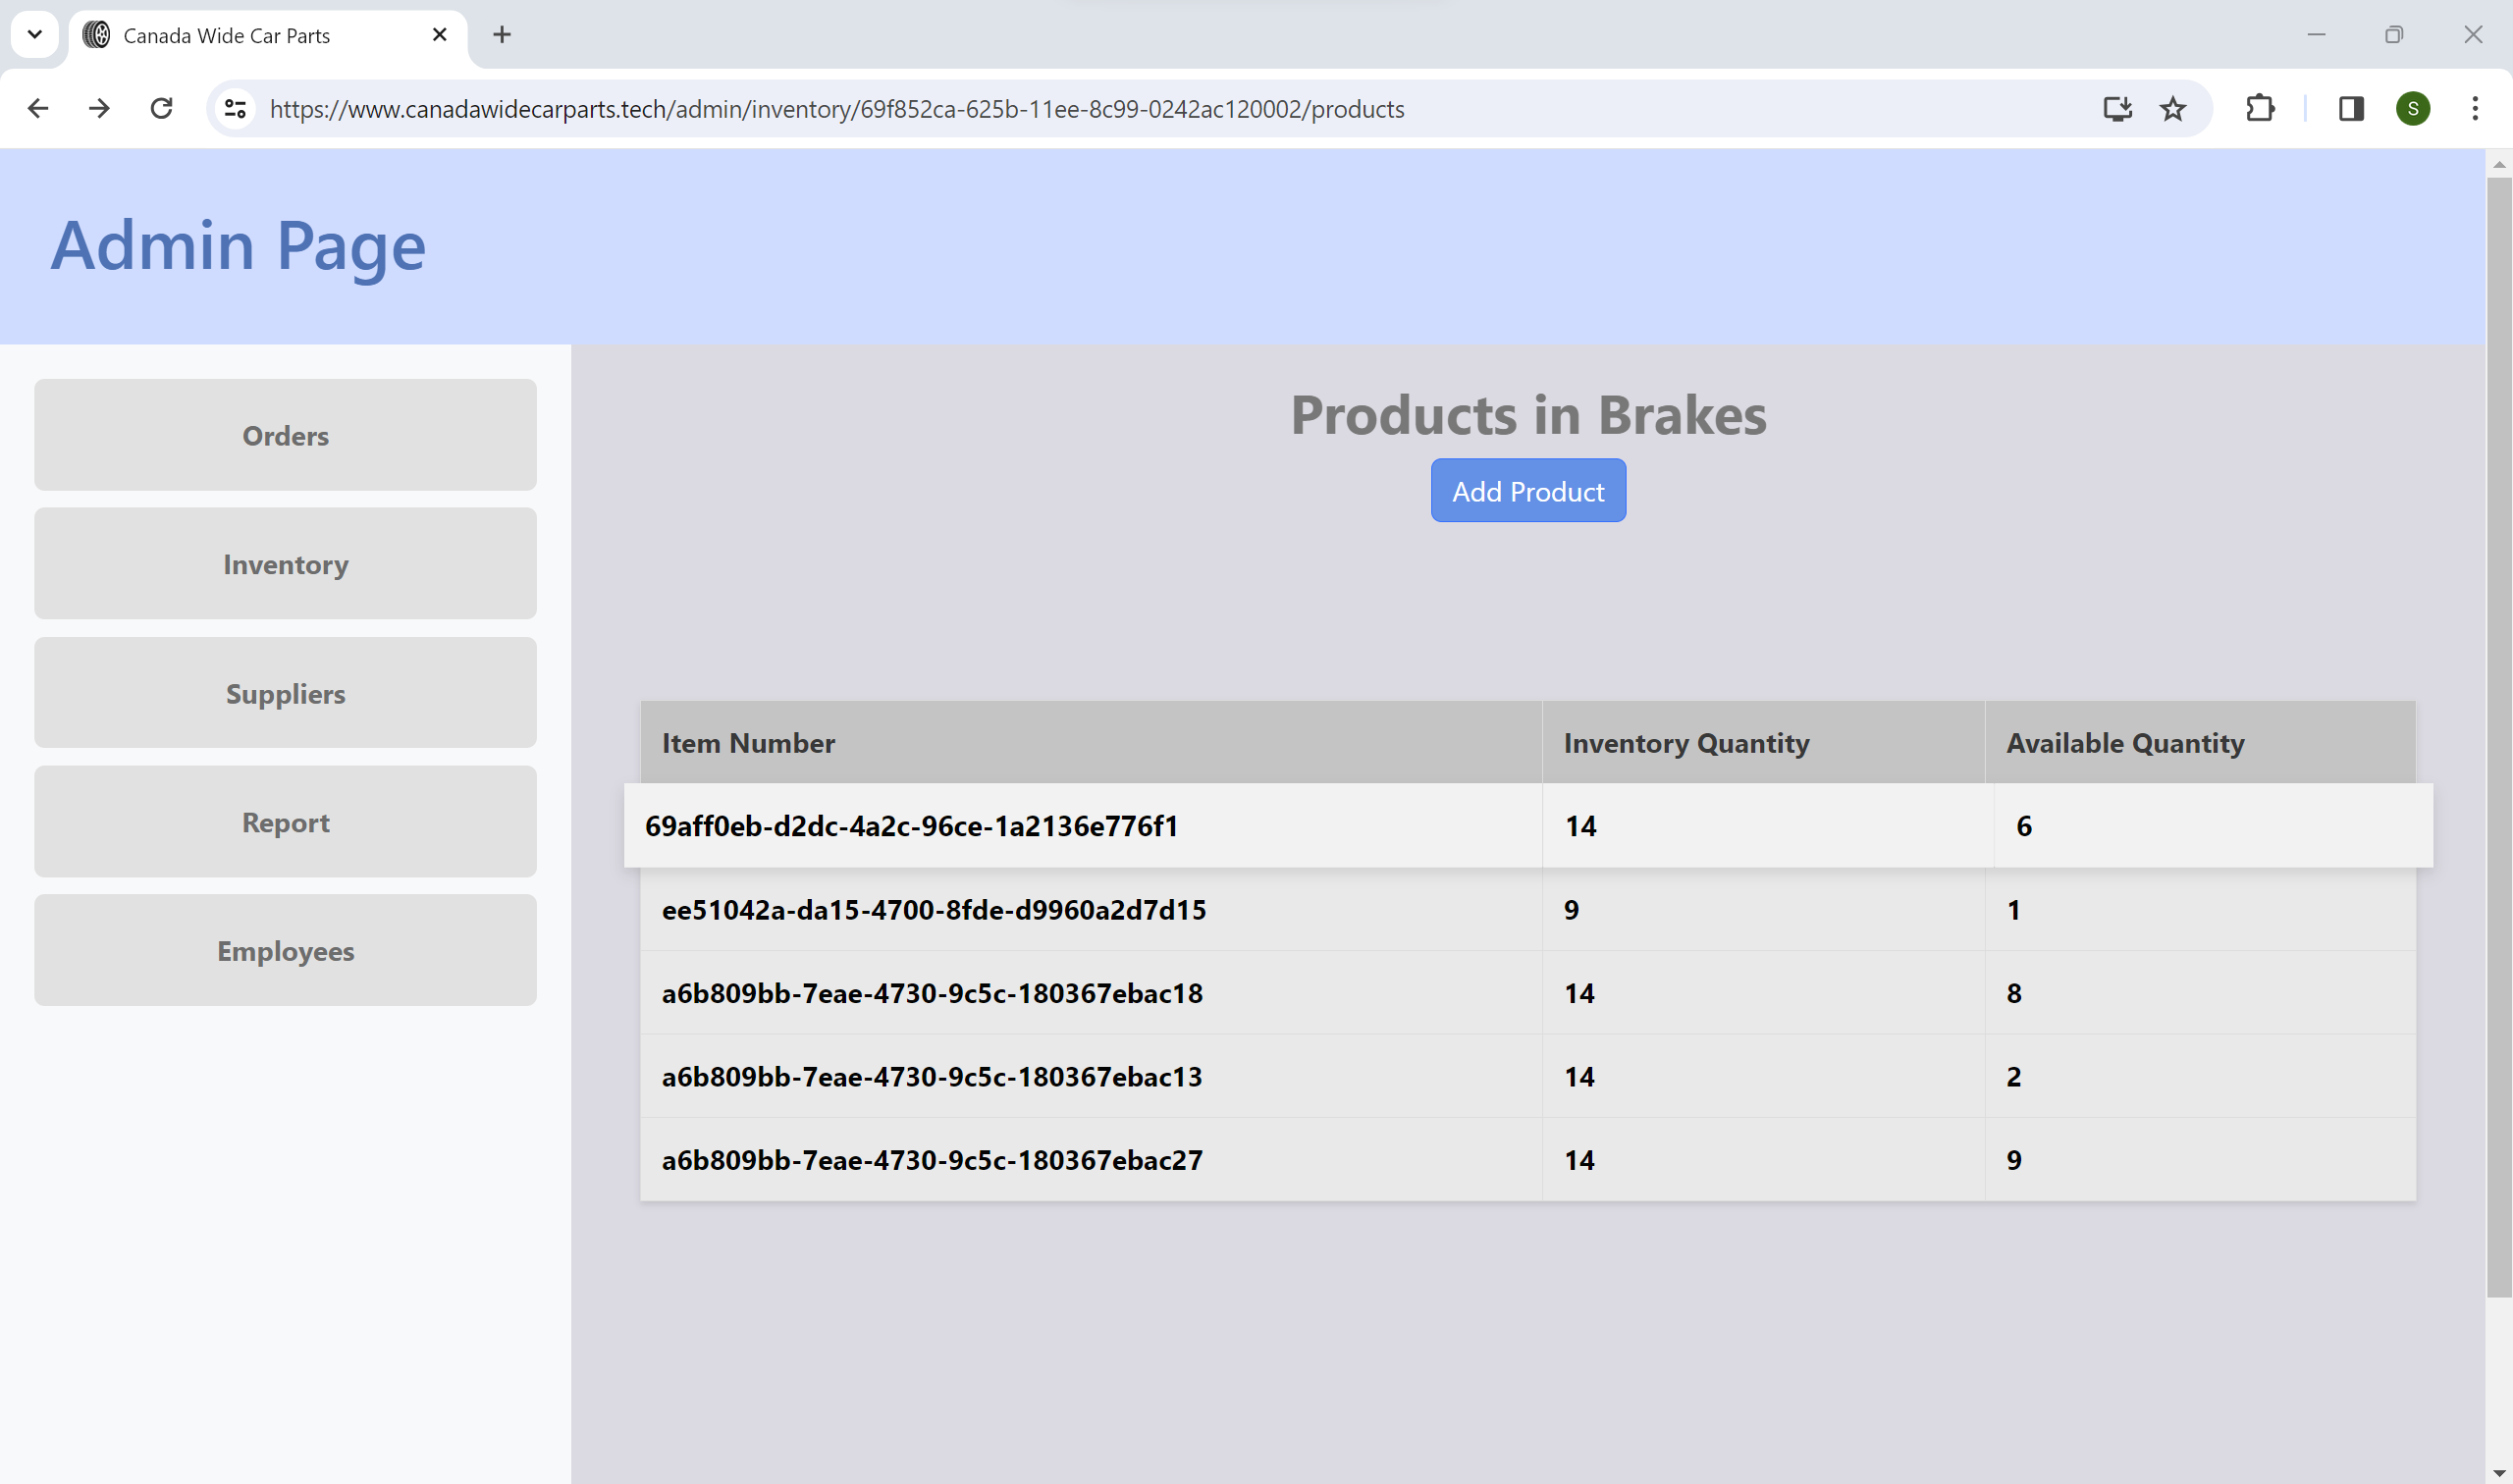 Canada Wide Car Parts
https://www.canadawidecarparts.tech/admin/inventory/69f852ca-625b-11ee-8c99-0242ac120002/products
S
Admin Page
Orders
Inventory
Suppliers
Report
Employees
Products in Brakes
Add Product
Item Number Inventory Quantity Available Quantity
69aff0eb-d2dc-4a2c-96ce-1a2136e776f1 14 6
ee51042a-da15-4700-8fde-d9960a2d7d15 9 1
a6b809bb-7eae-4730-9c5c-180367ebac18 14 8
a6b809bb-7eae-4730-9c5c-180367ebac13 14 2
a6b809bb-7eae-4730-9c5c-180367ebac27 14 9